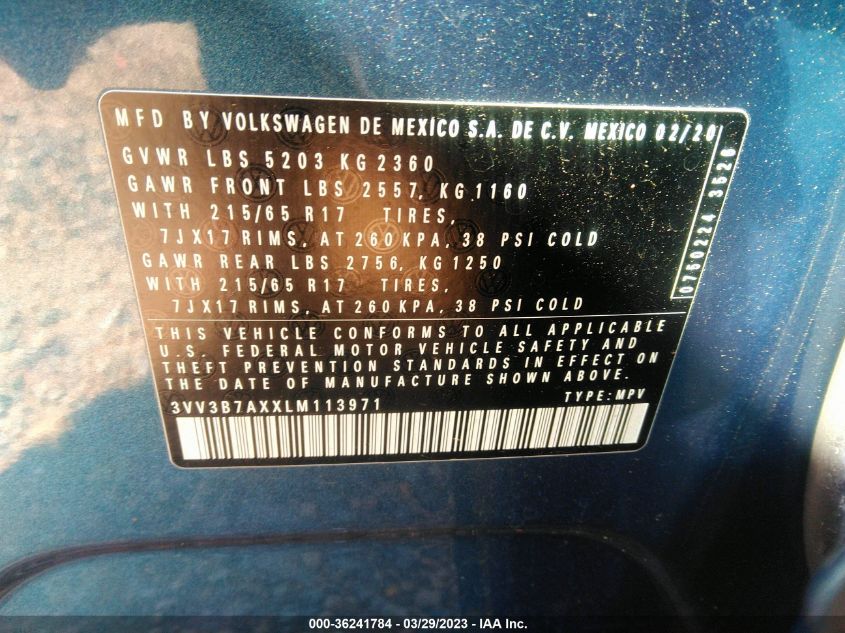 MFD BY VOLKSWAGEN DE MEXICO S.A. DE C.V. MEXICO 02/20
GVWR LBS 5203 KG 2360
GAWR FRONT LBS 2557, KG 1160
WITH 215/65 R17 TIRES,
7JX17 RIMS, AT 260 KPA, 38 PSI COLD
GAWR REAR LBS 2756, KG 1250
WITH 215/65 R17 TIRES,
7JX17 RIMS, AT 260 KPA, 38 PSI COLD
0760224 3528
THIS VEHICLE CONFORMS TO ALL APPLICABLE
U.S. FEDERAL MOTOR VEHICLE SAFETY AND
THEFT PREVENTION STANDARDS IN EFFECT ON
THE DATE OF MANUFACTURE SHOWN ABOVE.
3VV3B7AXXLM113971 TYPE: MPV
000-36241784 — 03/29/2023 — IAA Inc.